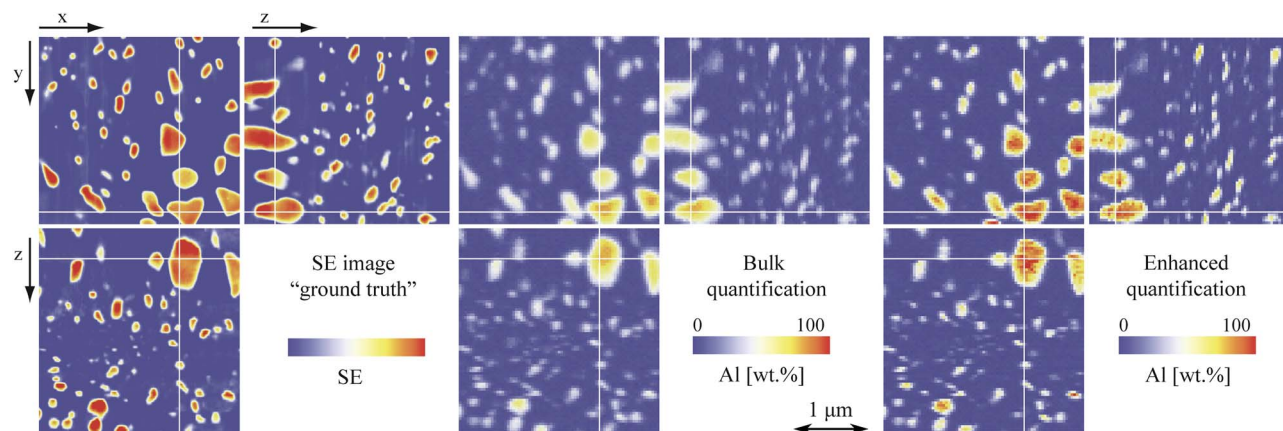 x
z
y
z
SE image
“ground truth”
SE
Bulk
quantification
0 100
Al [wt.%]
1 μm
Enhanced
quantification
0 100
Al [wt.%]